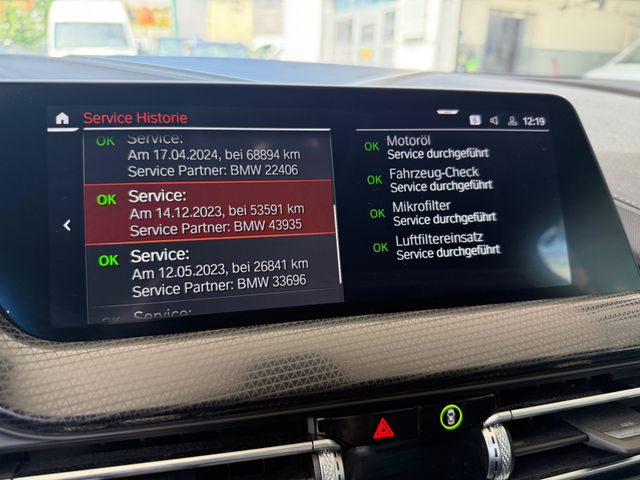 Service Historie
12:19
OK Service:
Am 17.04.2024, bei 68894 km
Service Partner: BMW 22406
OK Service:
Am 14.12.2023, bei 53591 km
Service Partner: BMW 43935
OK Service:
Am 12.05.2023, bei 26841 km
Service Partner: BMW 33696
OK Service:
OK Motoröl
Service durchgeführt
OK Fahrzeug-Check
Service durchgeführt
OK Mikrofilter
Service durchgeführt
OK Luftfiltereinsatz
Service durchgeführt